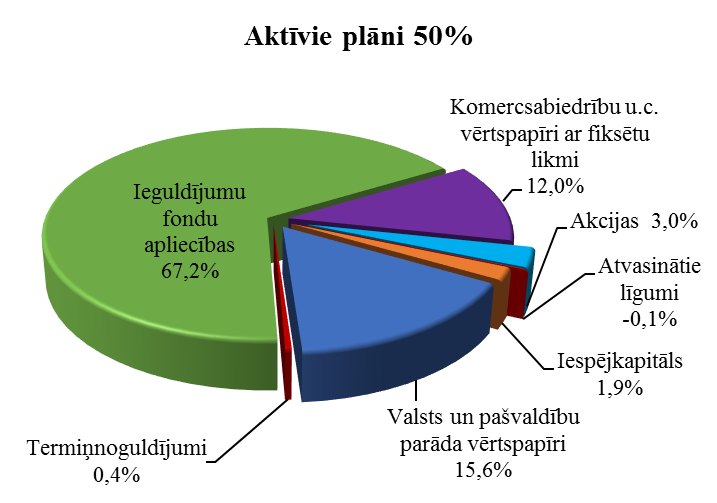 Aktīvie plāni 50%
Komercsabiedrību u.c.
vērtspapīri ar fiksētu
likmi
12,0%
Akcijas  3,0%
Atvasinātie
līgumi
-0,1%
Iespējkapitāls
1,9%
Valsts un pašvaldību
parāda vērtspapīri
15,6%
Termiņnoguldījumi
0,4%
Ieguldījumu
fondu
apliecības
67,2%